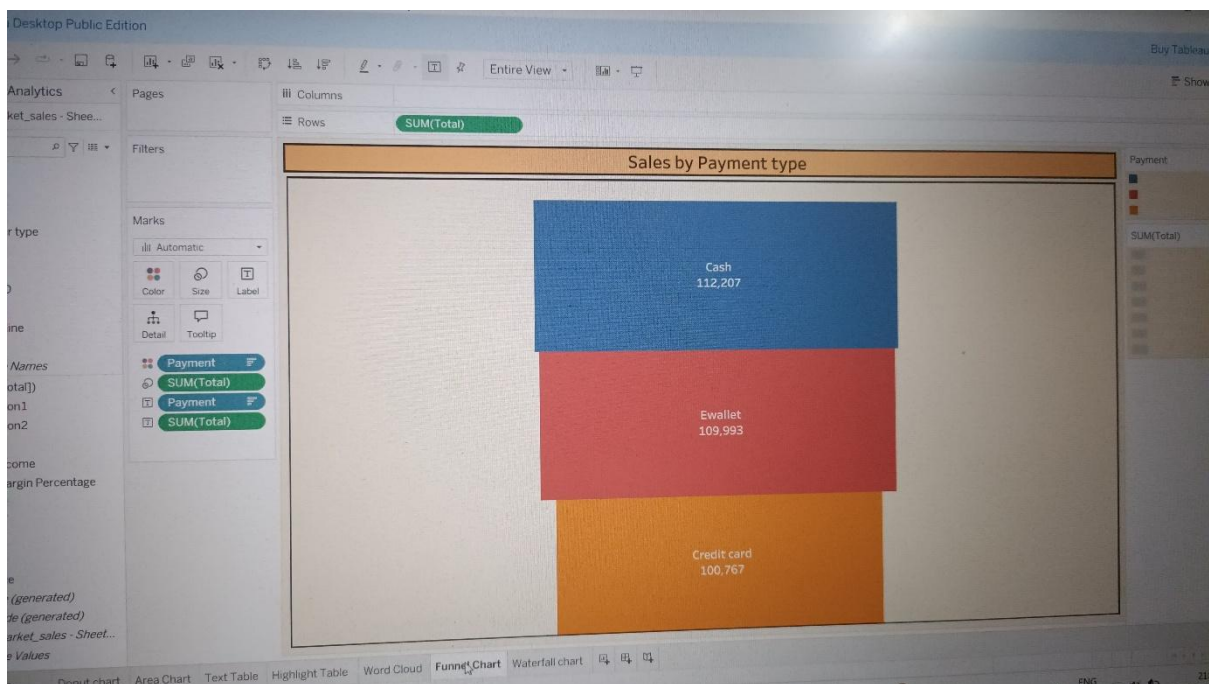 Desktop Public Edition
Buy Tableau
Entire View
Show
Analytics
Pages
Columns
Rows
SUM(Total)
ket_sales - Shee...
Filters
r type
ine
Names
otal])
on1
on2
come
argin Percentage
e
(generated)
de (generated)
arket_sales - Sheet...
e Values
Marks
Automatic
Color
Size
Label
Detail
Tooltip
Payment
SUM(Total)
Payment
SUM(Total)
Sales by Payment type
Cash
112,207
Ewallet
109,993
Credit card
100,767
Payment
SUM(Total)
Donut chart
Area Chart
Text Table
Highlight Table
Word Cloud
Funnel Chart
Waterfall chart
ENG